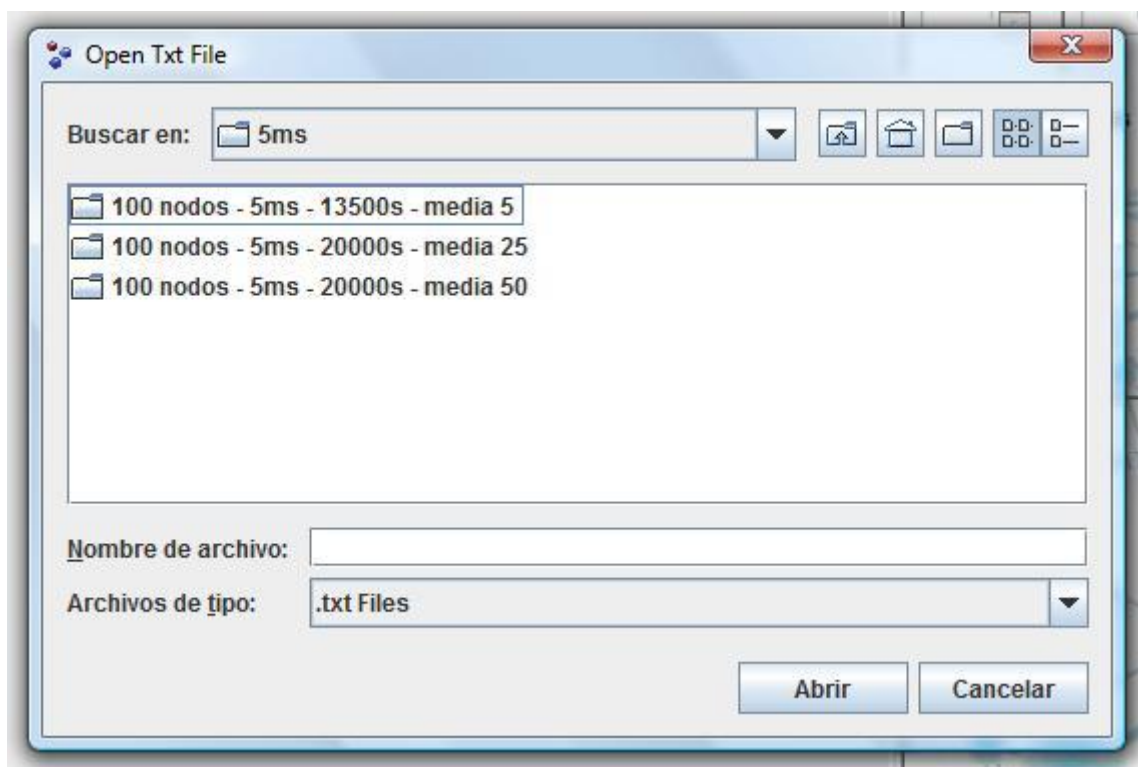 Open Txt File
Buscar en: 5ms
100 nodos - 5ms - 13500s - media 5
100 nodos - 5ms - 20000s - media 25
100 nodos - 5ms - 20000s - media 50
Nombre de archivo:
Archivos de tipo: .txt Files
Abrir Cancelar